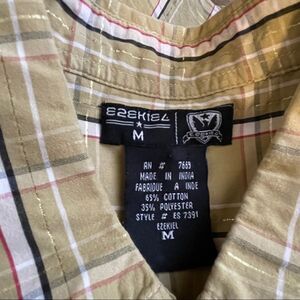 EZEKIEL
M
RN # 7669
MADE IN INDIA
FABRIQUE A INDE
65% COTTON
35% POLYESTER
STYLE # ES 7391
EZEKIEL
M